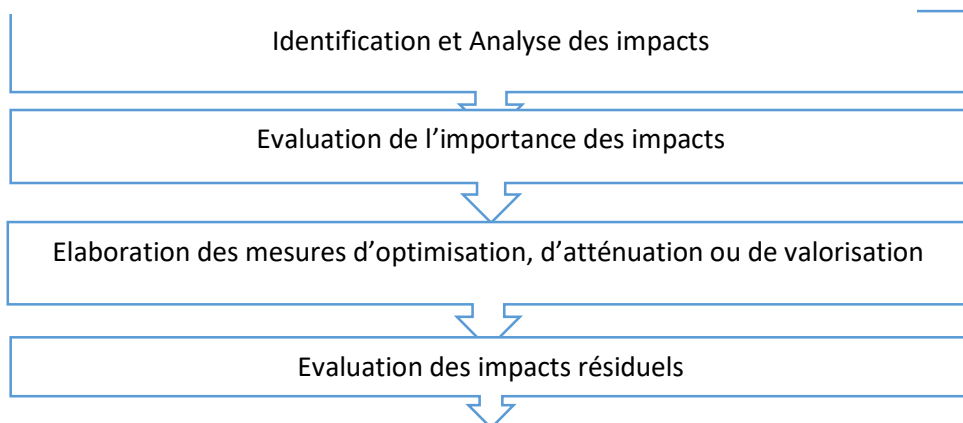 Identification et Analyse des impacts
Evaluation de l’importance des impacts
Elaboration des mesures d’optimisation, d’atténuation ou de valorisation
Evaluation des impacts résiduels